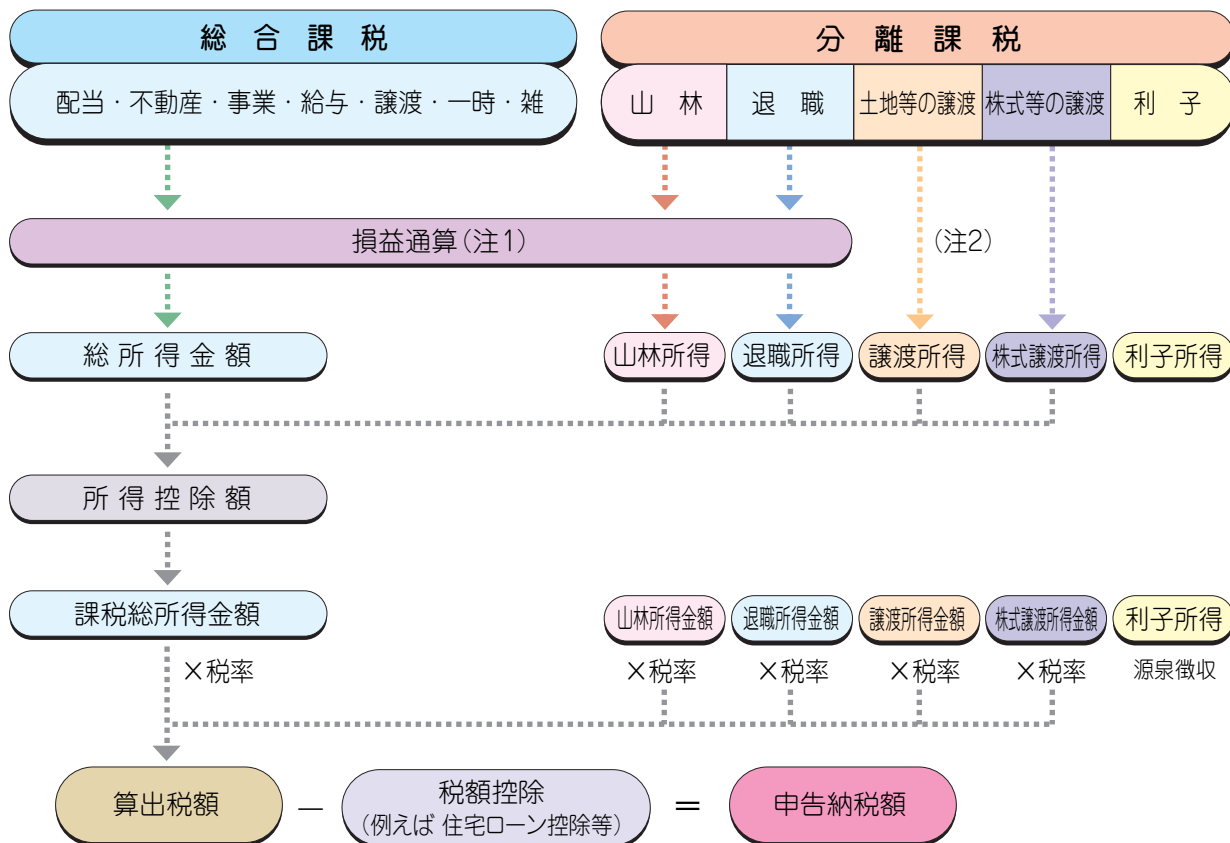 総合課税
分離課税
配当・不動産・事業・給与・譲渡・一時・雑
山林
退職
土地等の譲渡
株式等の譲渡
利子
損益通算(注1)
(注2)
総所得金額
山林所得
退職所得
譲渡所得
株式譲渡所得
利子所得
所得控除額
課税総所得金額
山林所得金額
退職所得金額
譲渡所得金額
株式譲渡所得金額
利子所得
×税率
×税率
×税率
×税率
×税率
源泉徴収
算出税額
−
税額控除
(例えば 住宅ローン控除等)
=
申告納税額